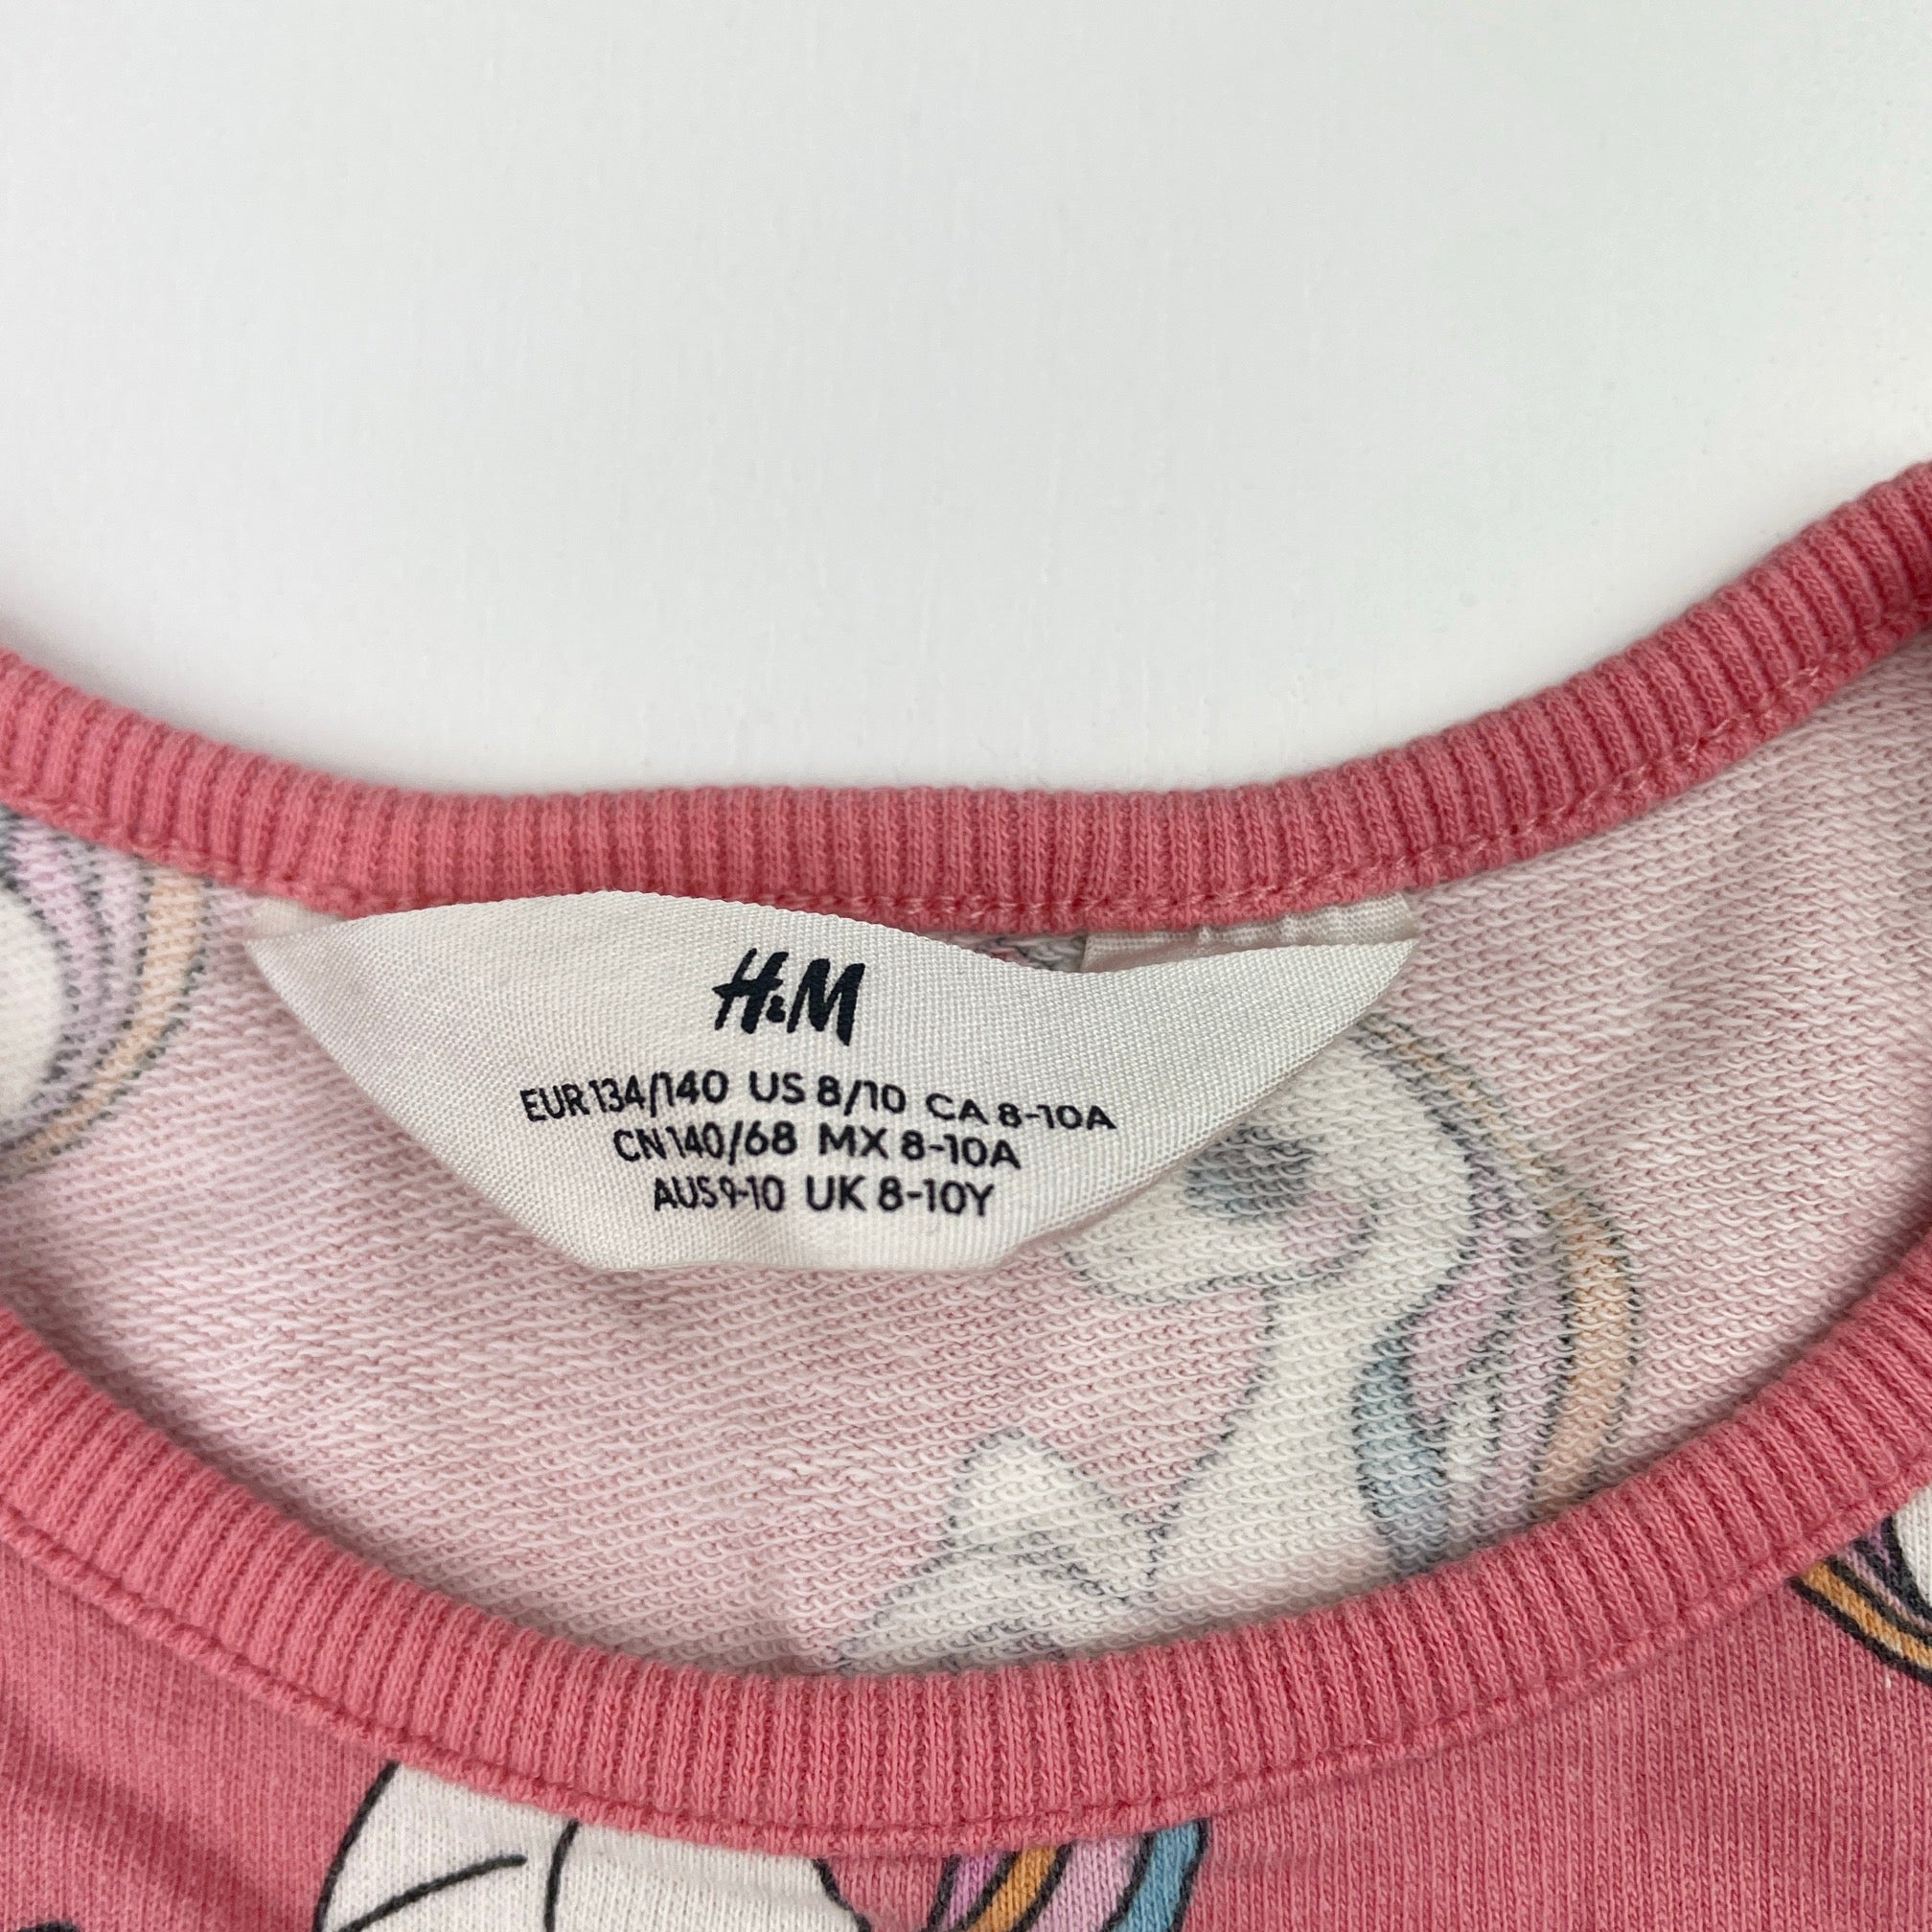 H&M
EUR 134/140 US 8/10 CA 8-10A
CN 140/68 MX 8-10A
AUS 9-10 UK 8-10Y